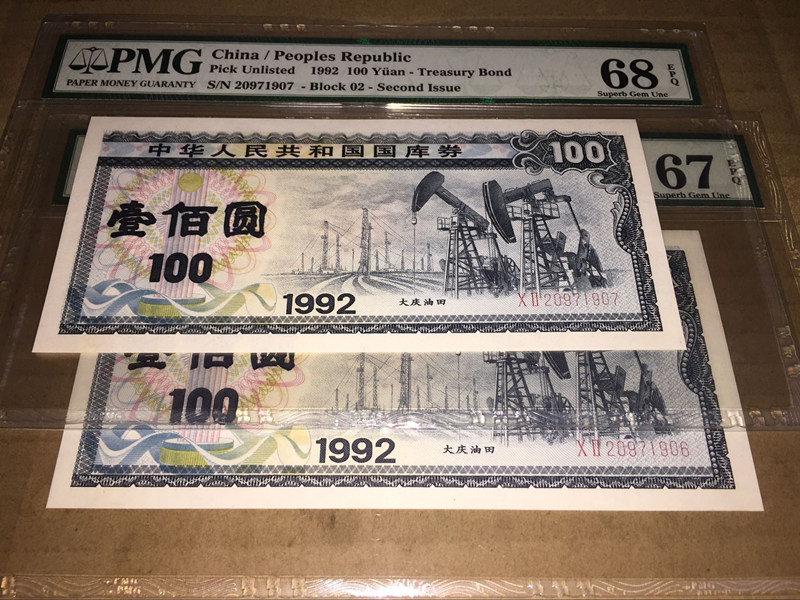 PMG
PAPER MONEY GUARANTY
China / Peoples Republic
Pick Unlisted 1992 100 Yüan - Treasury Bond
S/N 20971907 - Block 02 - Second Issue
68
EPQ
Superb Gem Unc
67
EPQ
Superb Gem Unc
中华人民共和国国库券
100
壹佰圆
100
1992
大庆油田
XII 20971907
壹佰圆
100
1992
大庆油田
XII 20971906